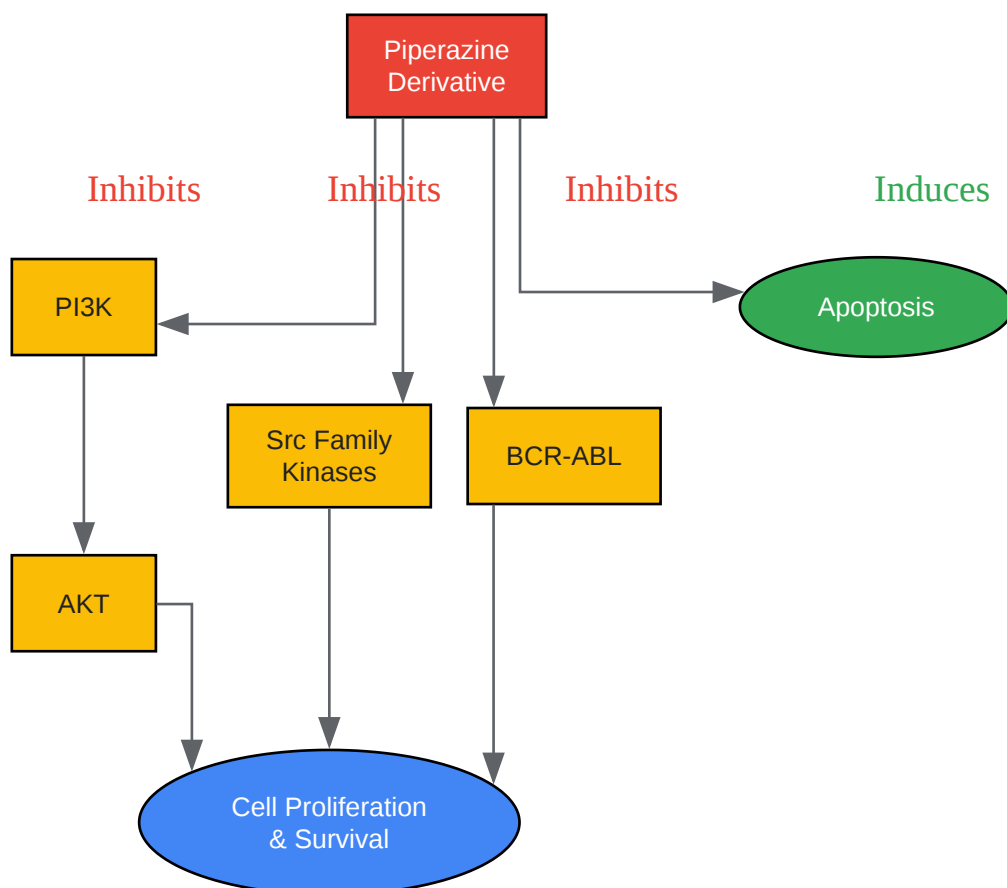 Piperazine
Derivative
Inhibits
Inhibits
Inhibits
Induces
PI3K
Apoptosis
Src Family
Kinases
BCR-ABL
AKT
Cell Proliferation
& Survival